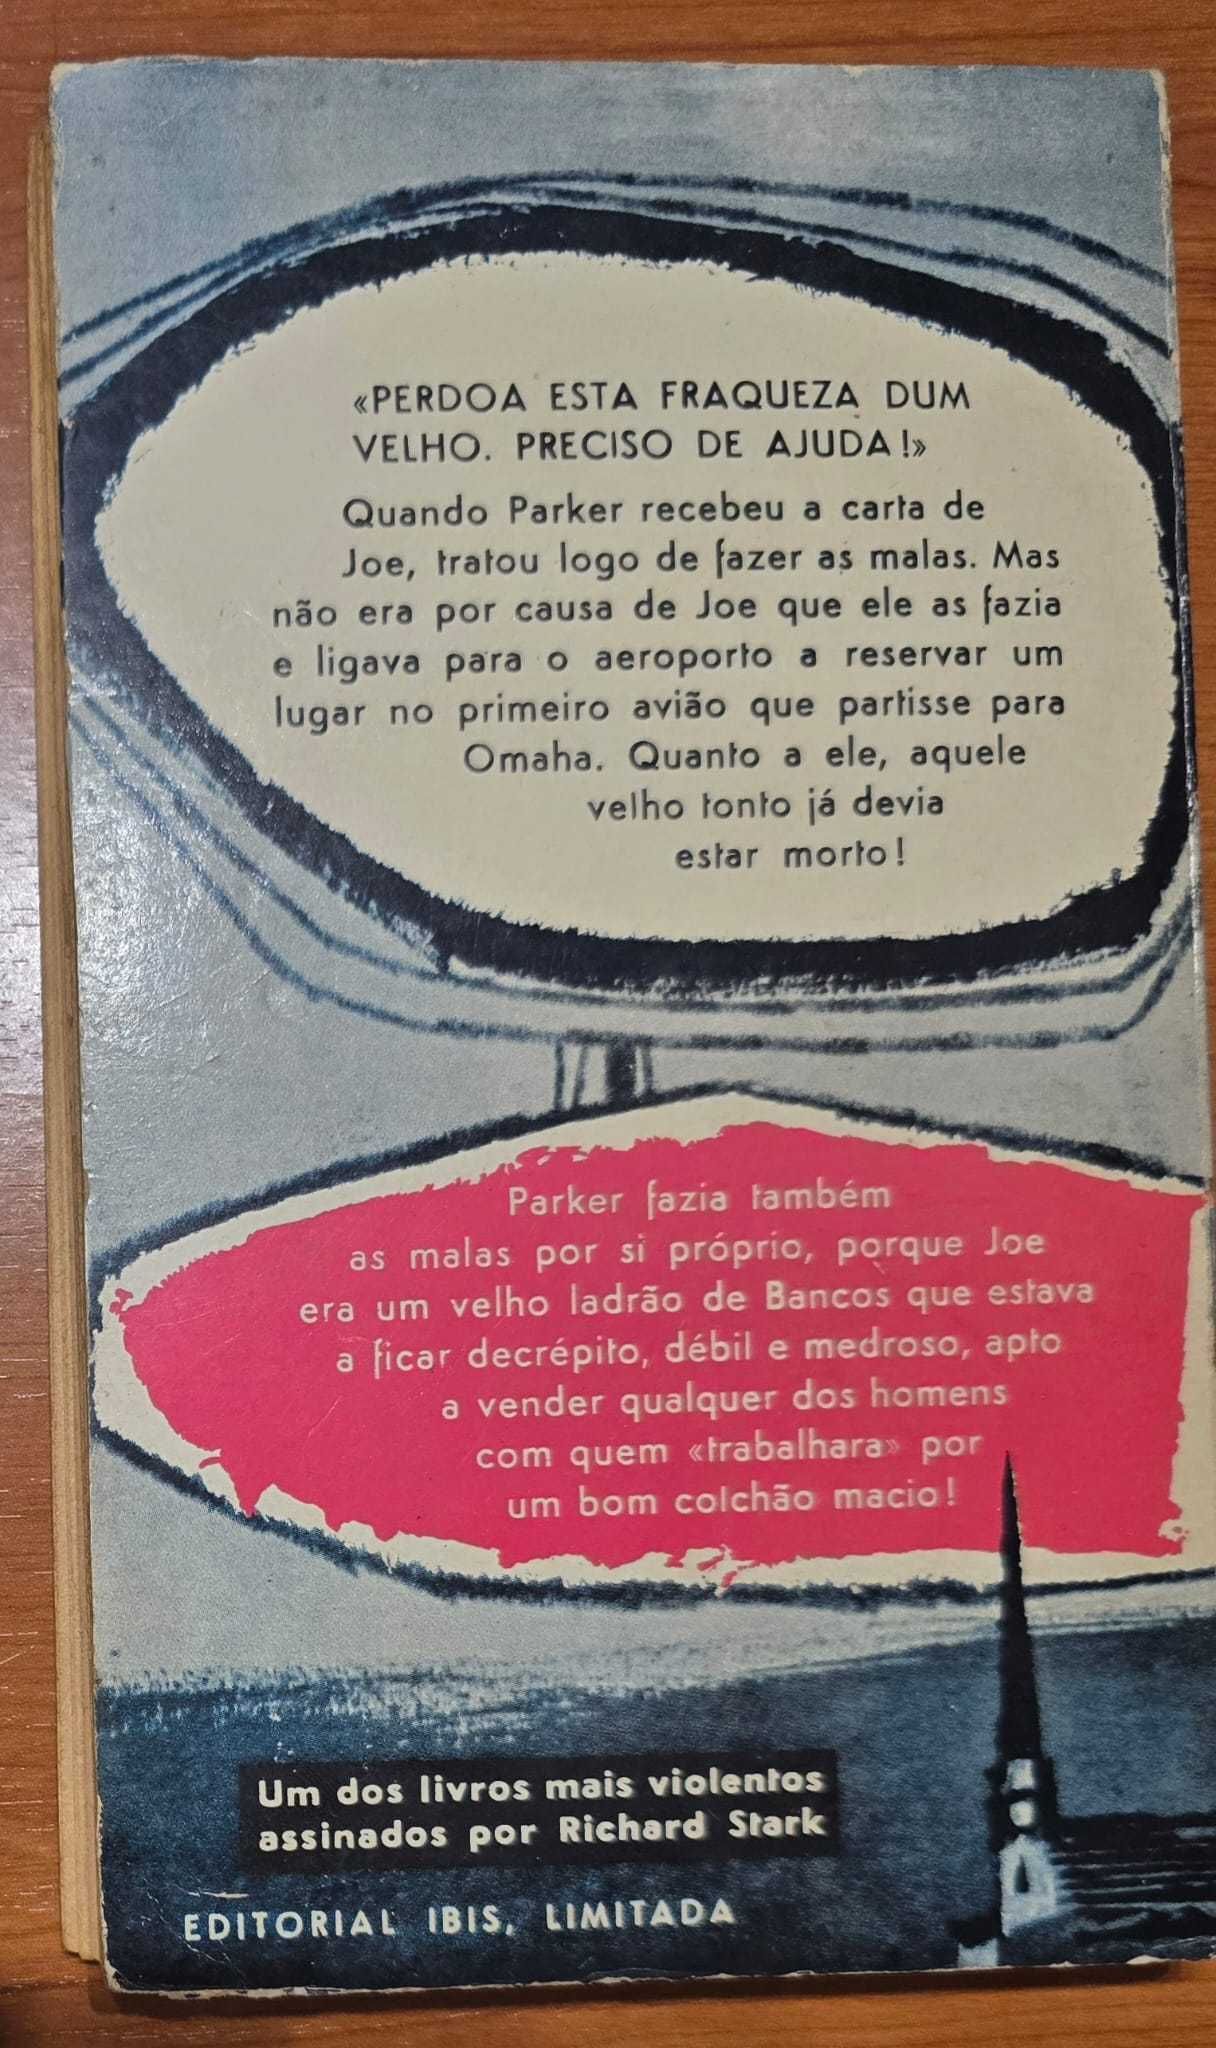 «PERDOA ESTA FRAQUEZA DUM
VELHO. PRECISO DE AJUDA!»
Quando Parker recebeu a carta de
Joe, tratou logo de fazer as malas. Mas
não era por causa de Joe que ele as fazia
e ligava para o aeroporto a reservar um
lugar no primeiro avião que partisse para
Omaha. Quanto a ele, aquele
velho tonto já devia
estar morto!
Parker fazia também
as malas por si próprio, porque Joe
era um velho ladrão de Bancos que estava
a ficar decrépito, débil e medroso, apto
a vender qualquer dos homens
com quem «trabalhara» por
um bom colchão macio!
Um dos livros mais violentos
assinados por Richard Stark
EDITORIAL IBIS, LIMITADA